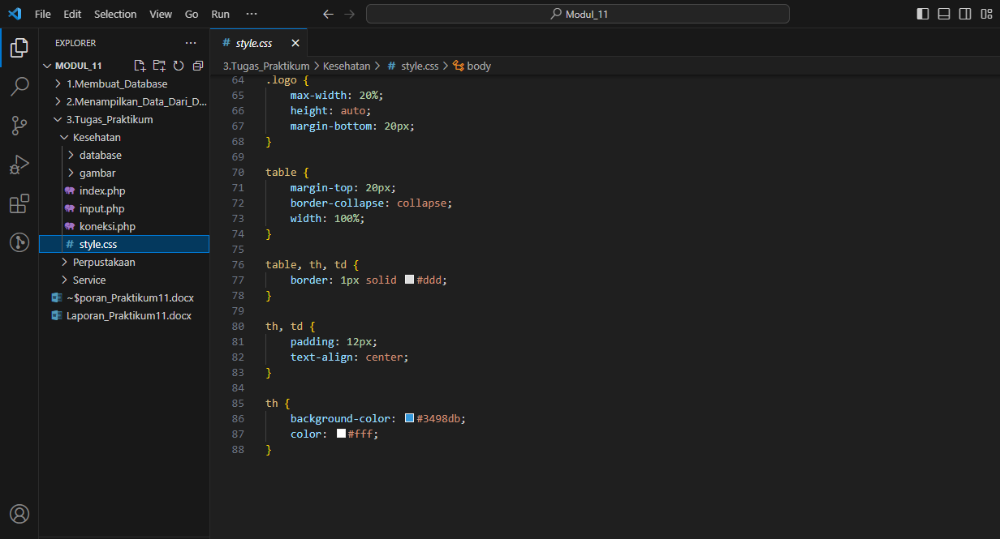 File Edit Selection View Go Run ··· Modul_11
EXPLORER ···
style.css
MODUL_11
1.Membuat_Database
2.Menampilkan_Data_Dari_D...
3.Tugas_Praktikum
Kesehatan
database
gambar
index.php
input.php
koneksi.php
# style.css
Perpustakaan
Service
~$poran_Praktikum11.docx
Laporan_Praktikum11.docx
# style.css
3.Tugas_Praktikum > Kesehatan > # style.css > body
64 .logo {
65 max-width: 20%;
66 height: auto;
67 margin-bottom: 20px;
68 }
69
70 table {
71 margin-top: 20px;
72 border-collapse: collapse;
73 width: 100%;
74 }
75
76 table, th, td {
77 border: 1px solid #ddd;
78 }
79
80 th, td {
81 padding: 12px;
82 text-align: center;
83 }
84
85 th {
86 background-color: #3498db;
87 color: #fff;
88 }